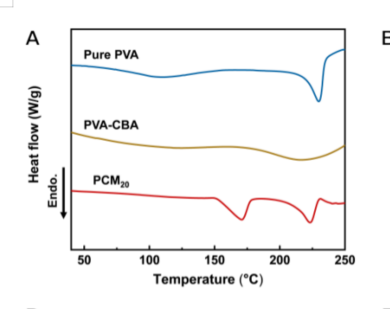 A
B
Pure PVA
PVA-CBA
PCM₂₀
Heat flow (W/g)
Endo.
50 100 150 200 250
Temperature (°C)